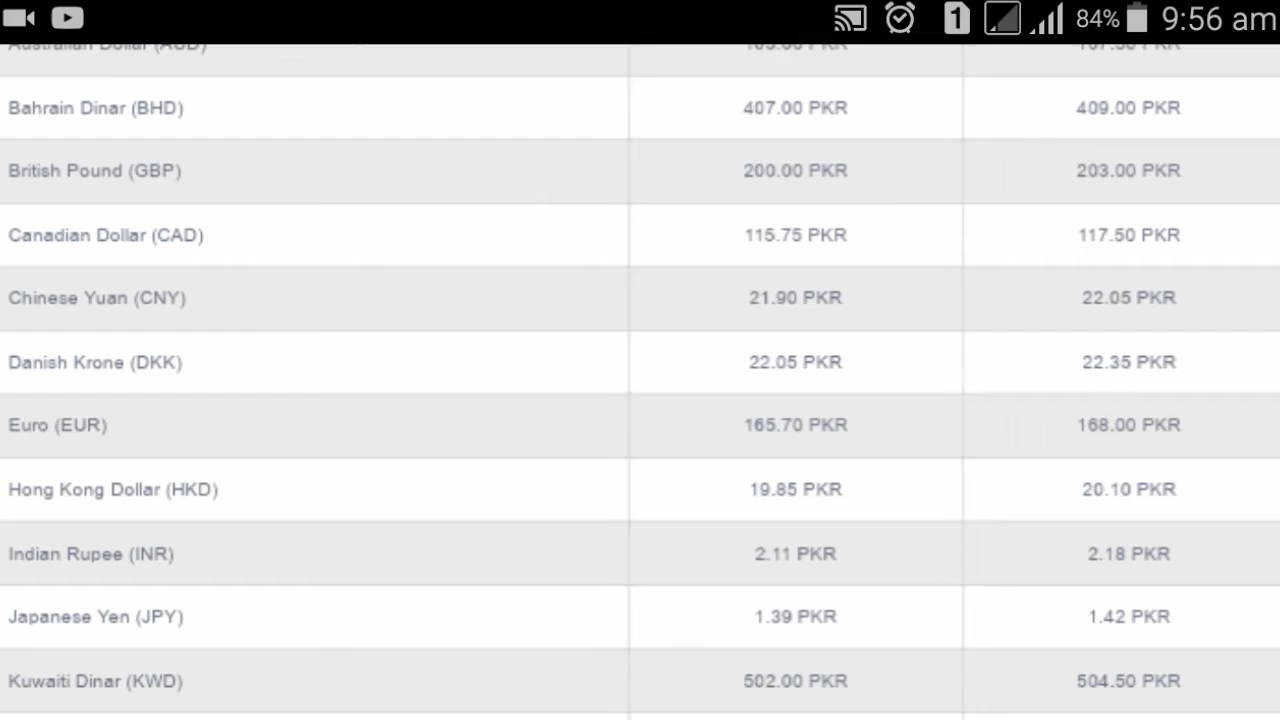 1 84% 9:56 am
Australian Dollar (AUD)
Bahrain Dinar (BHD) 407.00 PKR 409.00 PKR
British Pound (GBP) 200.00 PKR 203.00 PKR
Canadian Dollar (CAD) 115.75 PKR 117.50 PKR
Chinese Yuan (CNY) 21.90 PKR 22.05 PKR
Danish Krone (DKK) 22.05 PKR 22.35 PKR
Euro (EUR) 165.70 PKR 168.00 PKR
Hong Kong Dollar (HKD) 19.85 PKR 20.10 PKR
Indian Rupee (INR) 2.11 PKR 2.18 PKR
Japanese Yen (JPY) 1.39 PKR 1.42 PKR
Kuwaiti Dinar (KWD) 502.00 PKR 504.50 PKR